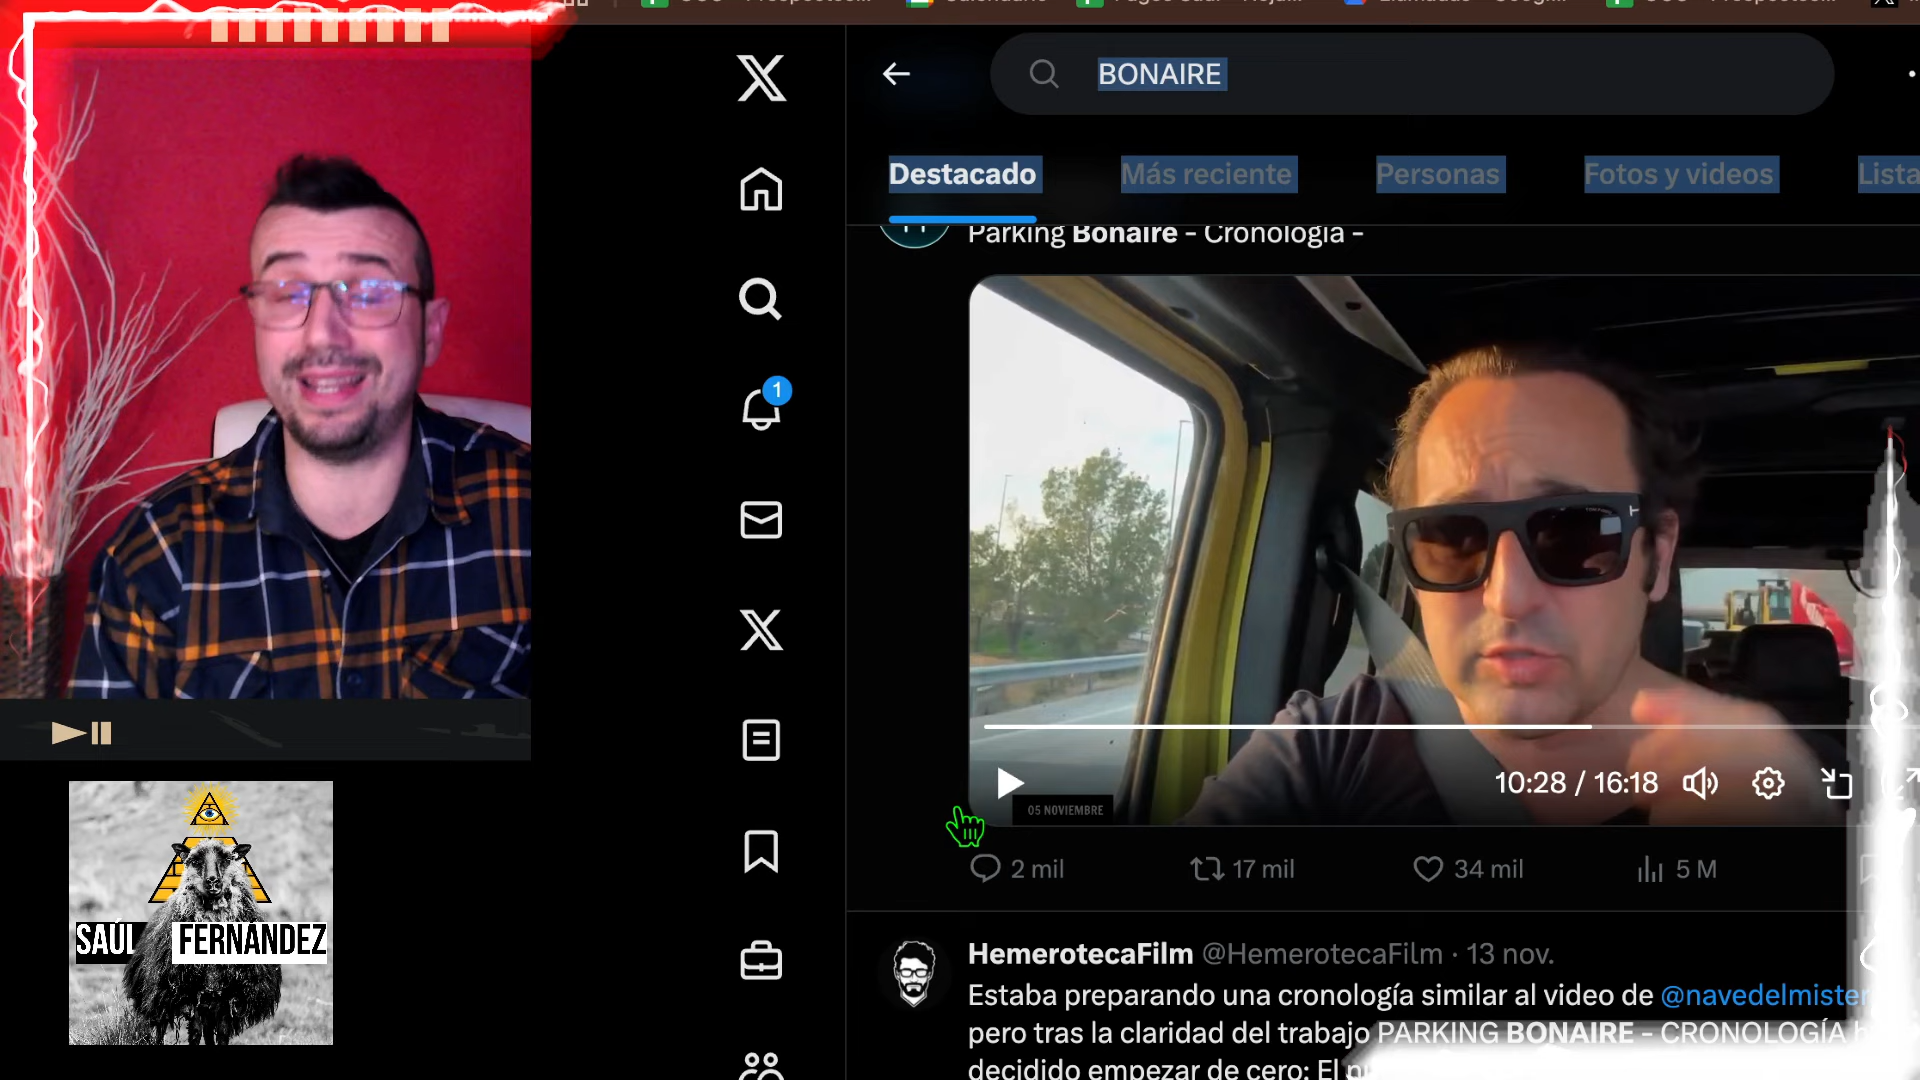 BONAIRE
Destacado Más reciente Personas Fotos y videos Lista
Parking Bonaire - Cronología -
1
10:28 / 16:18
05 NOVIEMBRE
2 mil 17 mil 34 mil 5 M
SAÚL FERNÁNDEZ
HemerotecaFilm @HemerotecaFilm · 13 nov.
Estaba preparando una cronología similar al video de @navedelmister
pero tras la claridad del trabajo PARKING BONAIRE - CRONOLOGÍA h
decidido empezar de cero: El